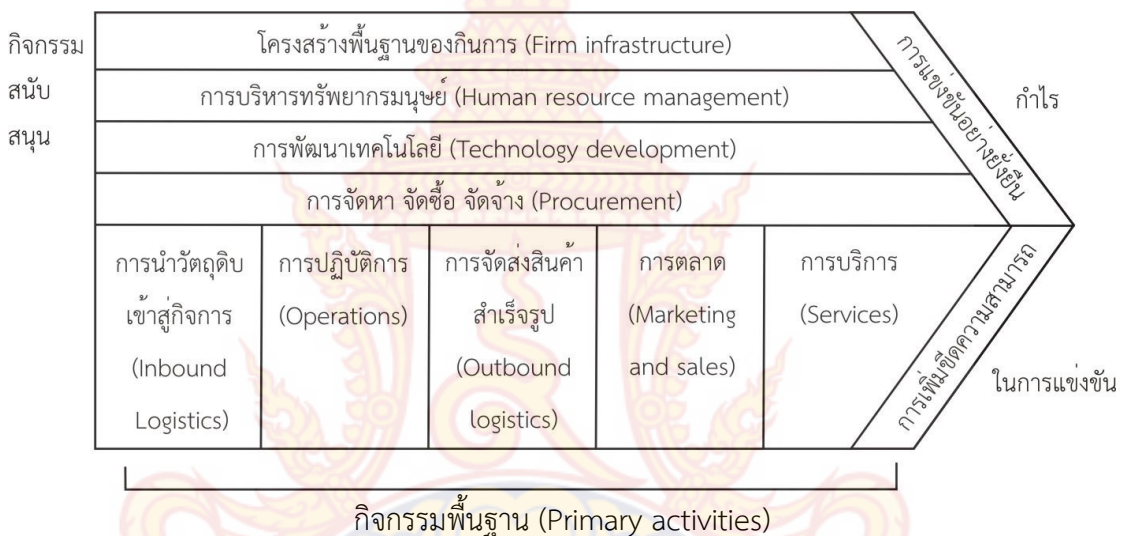 กิจกรรม
สนับ
สนุน
โครงสร้างพื้นฐานของกินการ (Firm infrastructure)
การบริหารทรัพยากรมนุษย์ (Human resource management)
การพัฒนาเทคโนโลยี (Technology development)
การจัดหา จัดซื้อ จัดจ้าง (Procurement)
การแข่งขันอย่างยั่งยืน
กำไร
การนำวัตถุดิบ
เข้าสู่กิจการ
(Inbound
Logistics)
การปฏิบัติการ
(Operations)
การจัดส่งสินค้า
สำเร็จรูป
(Outbound
logistics)
การตลาด
(Marketing
and sales)
การบริการ
(Services)
การเพิ่มขีดความสามารถ
ในการแข่งขัน
กิจกรรมพื้นฐาน (Primary activities)